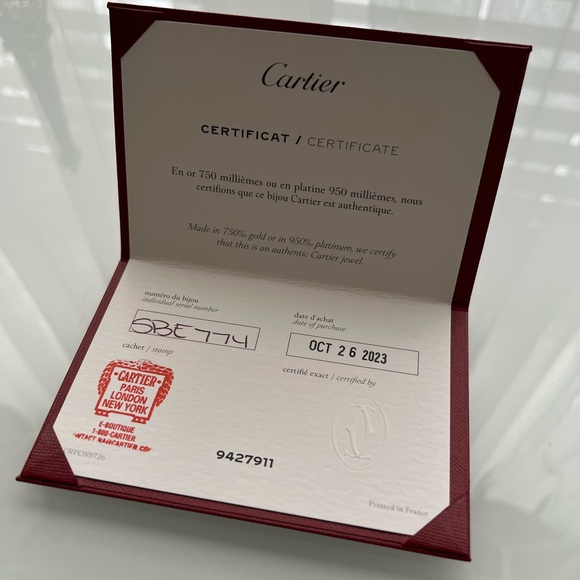 Cartier
CERTIFICAT / CERTIFICATE
En or 750 millièmes ou en platine 950 millièmes, nous
certifions que ce bijou Cartier est authentique.
Made in 750‰ gold or in 950‰ platinum, we certify
that this is an authentic Cartier jewel.
numéro du bijou
individual serial number
SBE774
date d'achat
date of purchase
OCT 26 2023
cachet / stamp
certifié exact / certified by
CARTIER
PARIS
LONDON
NEW YORK
E-BOUTIQUE
1-800-CARTIER
9427911
Printed in France